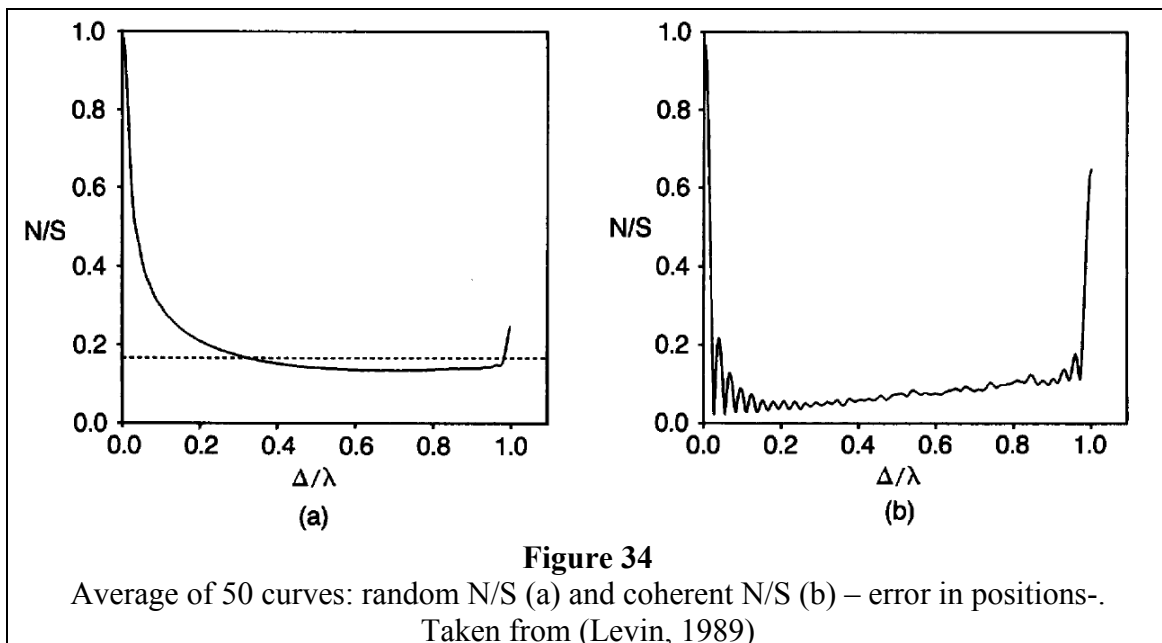 1.0
0.8
0.6
N/S
0.4
0.2
0.0
0.0 0.2 0.4 0.6 0.8 1.0
Δ/λ
(a)
1.0
0.8
0.6
N/S
0.4
0.2
0.0
0.0 0.2 0.4 0.6 0.8 1.0
Δ/λ
(b)
Figure 34
Average of 50 curves: random N/S (a) and coherent N/S (b) – error in positions-.
Taken from (Levin, 1989)